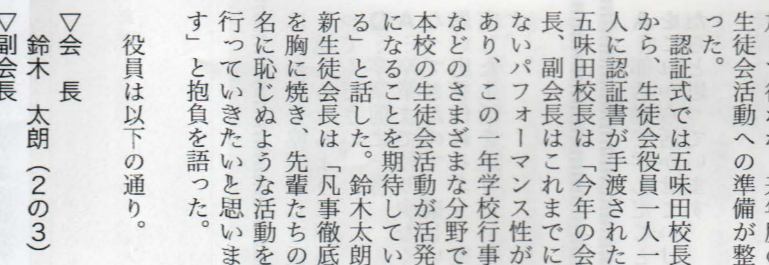 生徒会活動への準備が整
った。
　認証式では五味田校長
から、生徒会役員一人一
人に認証書が手渡された
五味田校長は「今年の会
長、副会長はこれまでに
ないパフォーマンス性が
あり、この一年学校行事
などのさまざまな分野で
本校の生徒会活動が活発
になることを期待してい
る」と話した。鈴木太朗
新生徒会長は「凡事徹底
を胸に焼き、先輩たちの
名に恥じぬような活動を
行っていきたいと思いま
す」と抱負を語った。
　役員は以下の通り。
▽会　長
　鈴木　太朗（2の3）
▽副会長